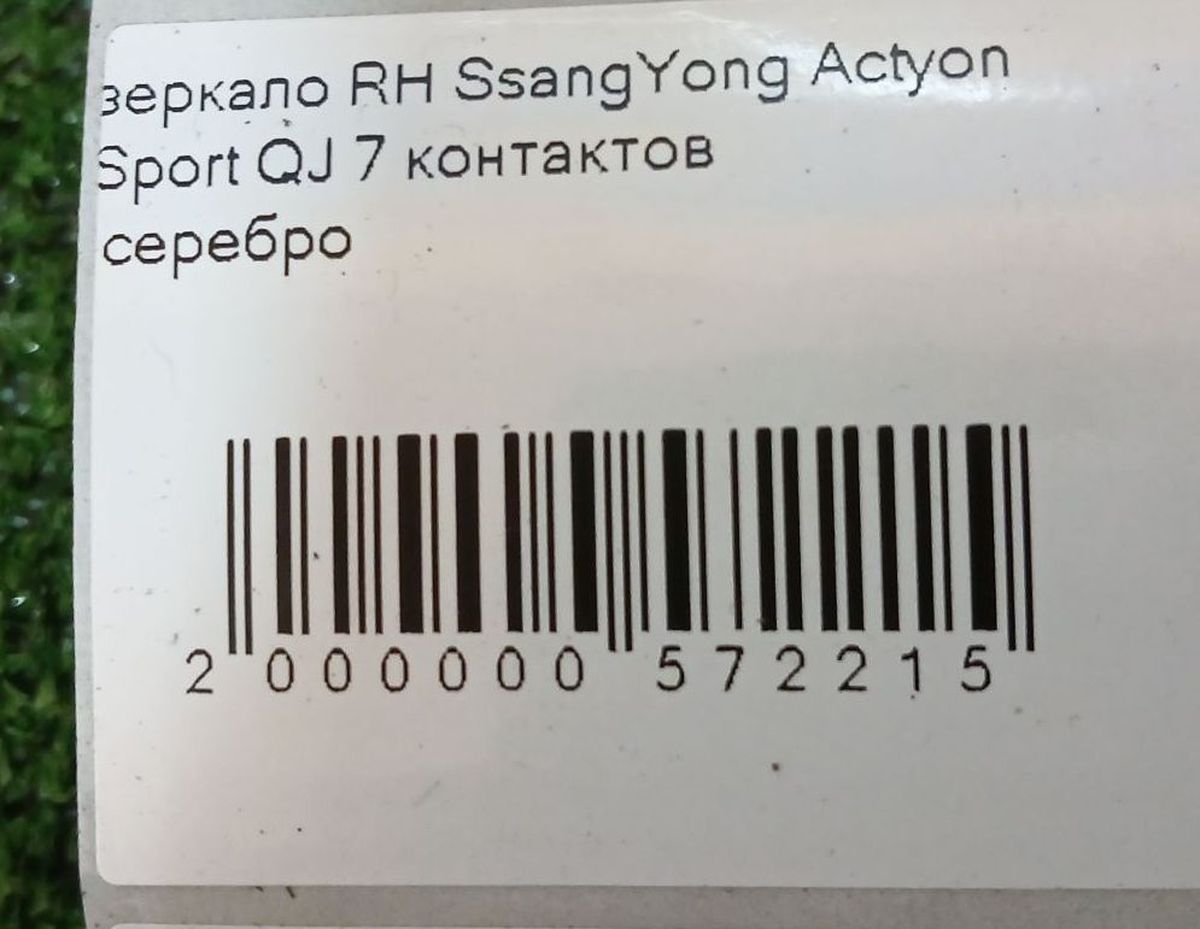 зеркало RH SsangYong Actyon
Sport QJ 7 контактов
серебро
2 000000 572215